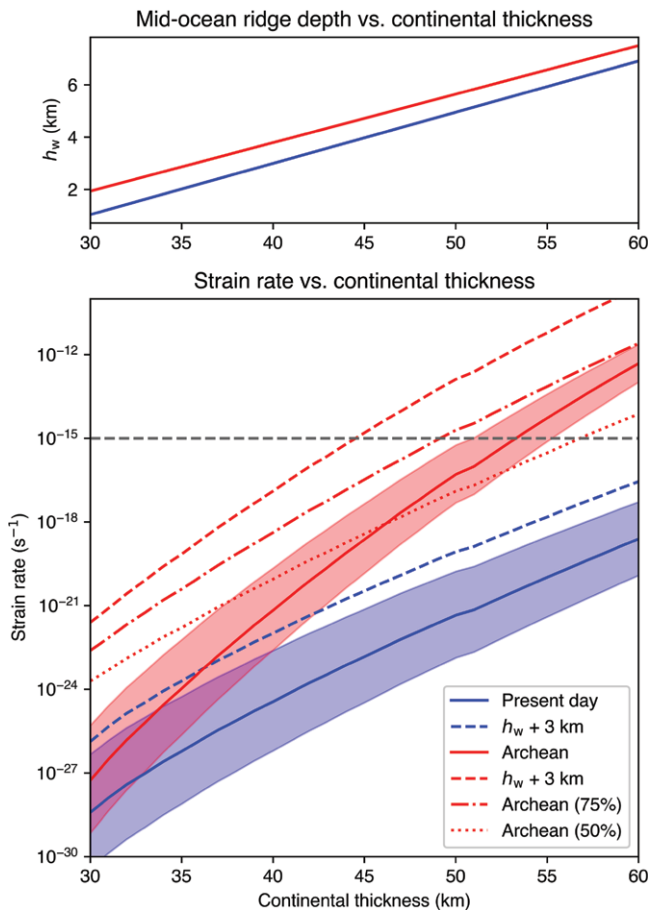 Mid-ocean ridge depth vs. continental thickness
h_w (km)
6
4
2
30 35 40 45 50 55 60
Strain rate vs. continental thickness
Strain rate (s⁻¹)
10⁻¹²
10⁻¹⁵
10⁻¹⁸
10⁻²¹
10⁻²⁴
10⁻²⁷
10⁻³⁰
Present day
h_w + 3 km
Archean
h_w + 3 km
Archean (75%)
Archean (50%)
30 35 40 45 50 55 60
Continental thickness (km)